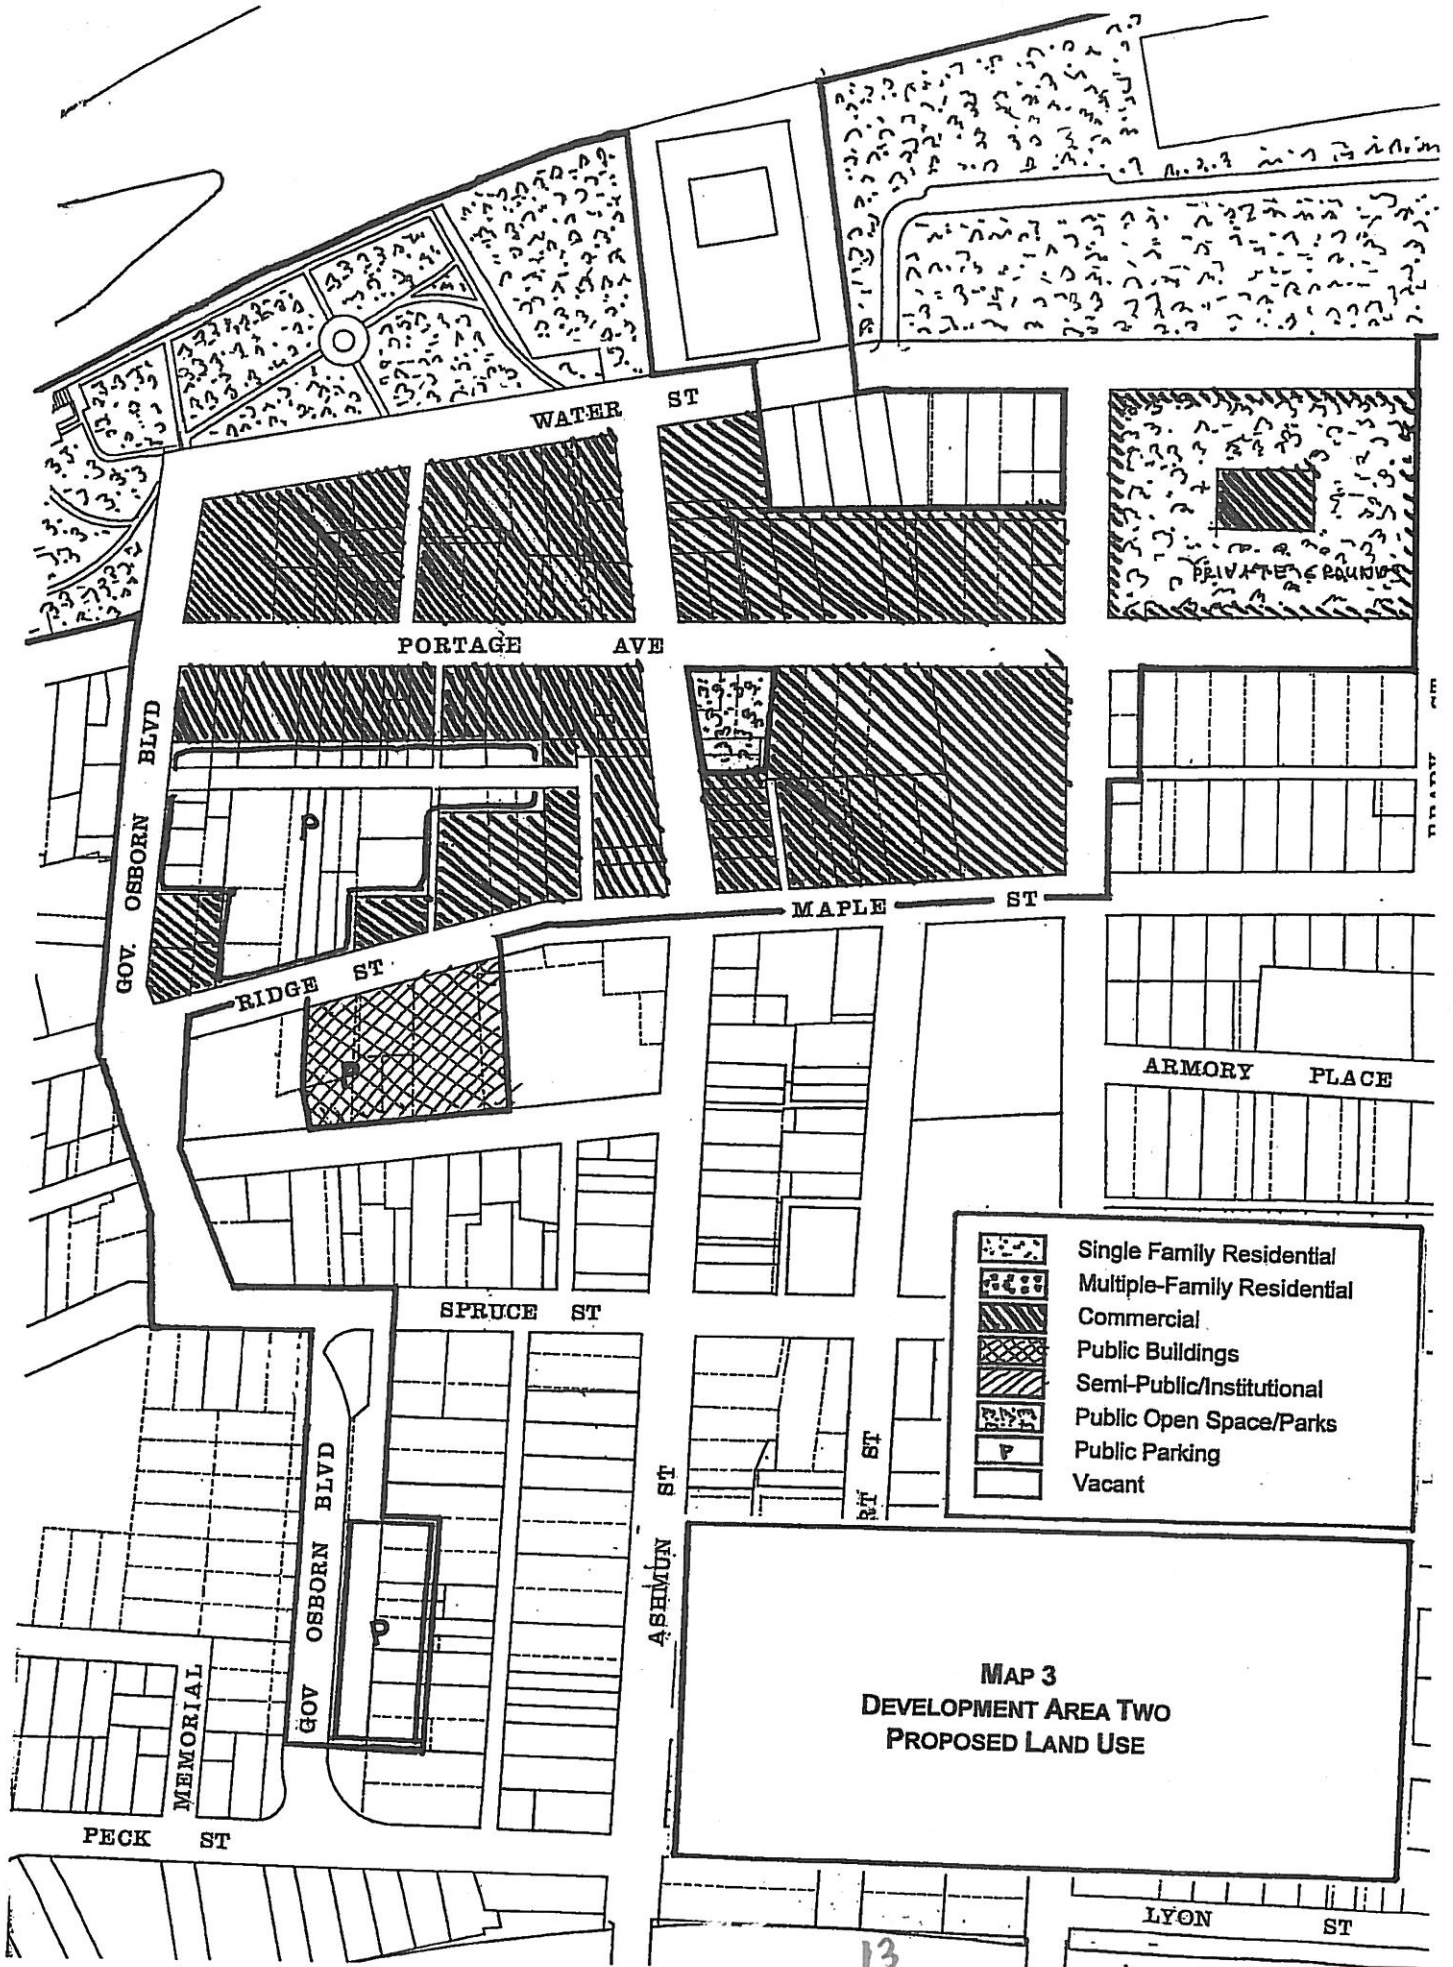 WATER ST
PORTAGE AVE
GOV. OSBORN BLVD
P
MAPLE ST
RIDGE ST
P
ARMORY PLACE
SPRUCE ST
Single Family Residential
Multiple-Family Residential
Commercial
Public Buildings
Semi-Public/Institutional
Public Open Space/Parks
P Public Parking
Vacant
GOV OSBORN BLVD
P
ASHMUN ST
RT ST
MAP 3
DEVELOPMENT AREA TWO
PROPOSED LAND USE
MEMORIAL
PECK ST
LYON ST
13